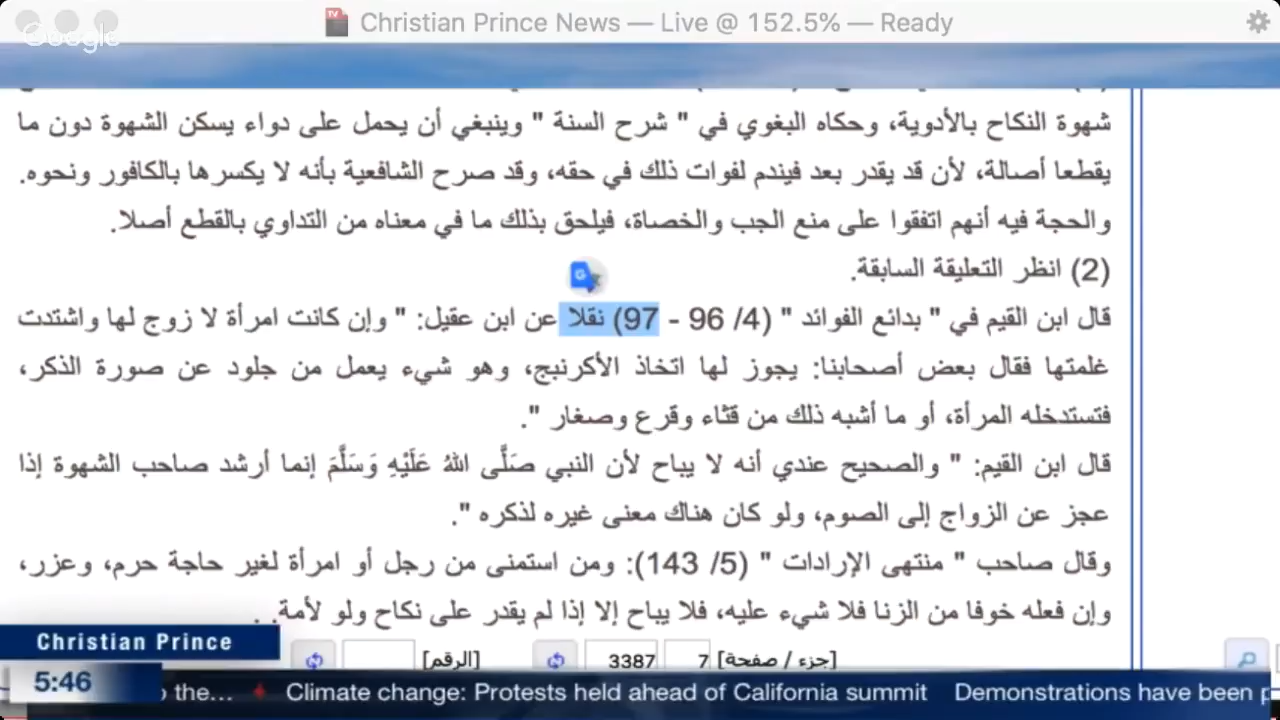 Google
Christian Prince News — Live @ 152.5% — Ready
شهوة النكاح بالأدوية، وحكاه البغوي في " شرح السنة " وينبغي أن يحمل على دواء يسكن الشهوة دون ما
يقطعا أصالة، لأن قد يقدر بعد فيندم لفوات ذلك في حقه، وقد صرح الشافعية بأنه لا يكسرها بالكافور ونحوه.
والحجة فيه أنهم اتفقوا على منع الجب والخصاة، فيلحق بذلك ما في معناه من التداوي بالقطع أصلا.
(2) انظر التعليقة السابقة.
قال ابن القيم في " بدائع الفوائد " (4/ 96 - 97) نقلا عن ابن عقيل: " وإن كانت امرأة لا زوج لها واشتدت
غلمتها فقال بعض أصحابنا: يجوز لها اتخاذ الأكرنبج، وهو شيء يعمل من جلود عن صورة الذكر،
فتستدخله المرأة، أو ما أشبه ذلك من قثاء وقرع وصغار ".
قال ابن القيم: " والصحيح عندي أنه لا يباح لأن النبي صَلَّى اللهُ عَلَيْهِ وَسَلَّمَ إنما أرشد صاحب الشهوة إذا
عجز عن الزواج إلى الصوم، ولو كان هناك معنى غيره لذكره ".
وقال صاحب " منتهى الإرادات " (5/ 143): ومن استمنى من رجل أو امرأة لغير حاجة حرم، وعزر،
وإن فعله خوفا من الزنا فلا شيء عليه، فلا يباح إلا إذا لم يقدر على نكاح ولو لأمة. .
[جزء / صفحة] 7 3387 [الرقم]
Christian Prince
5:46
the... ♦ Climate change: Protests held ahead of California summit Demonstrations have been